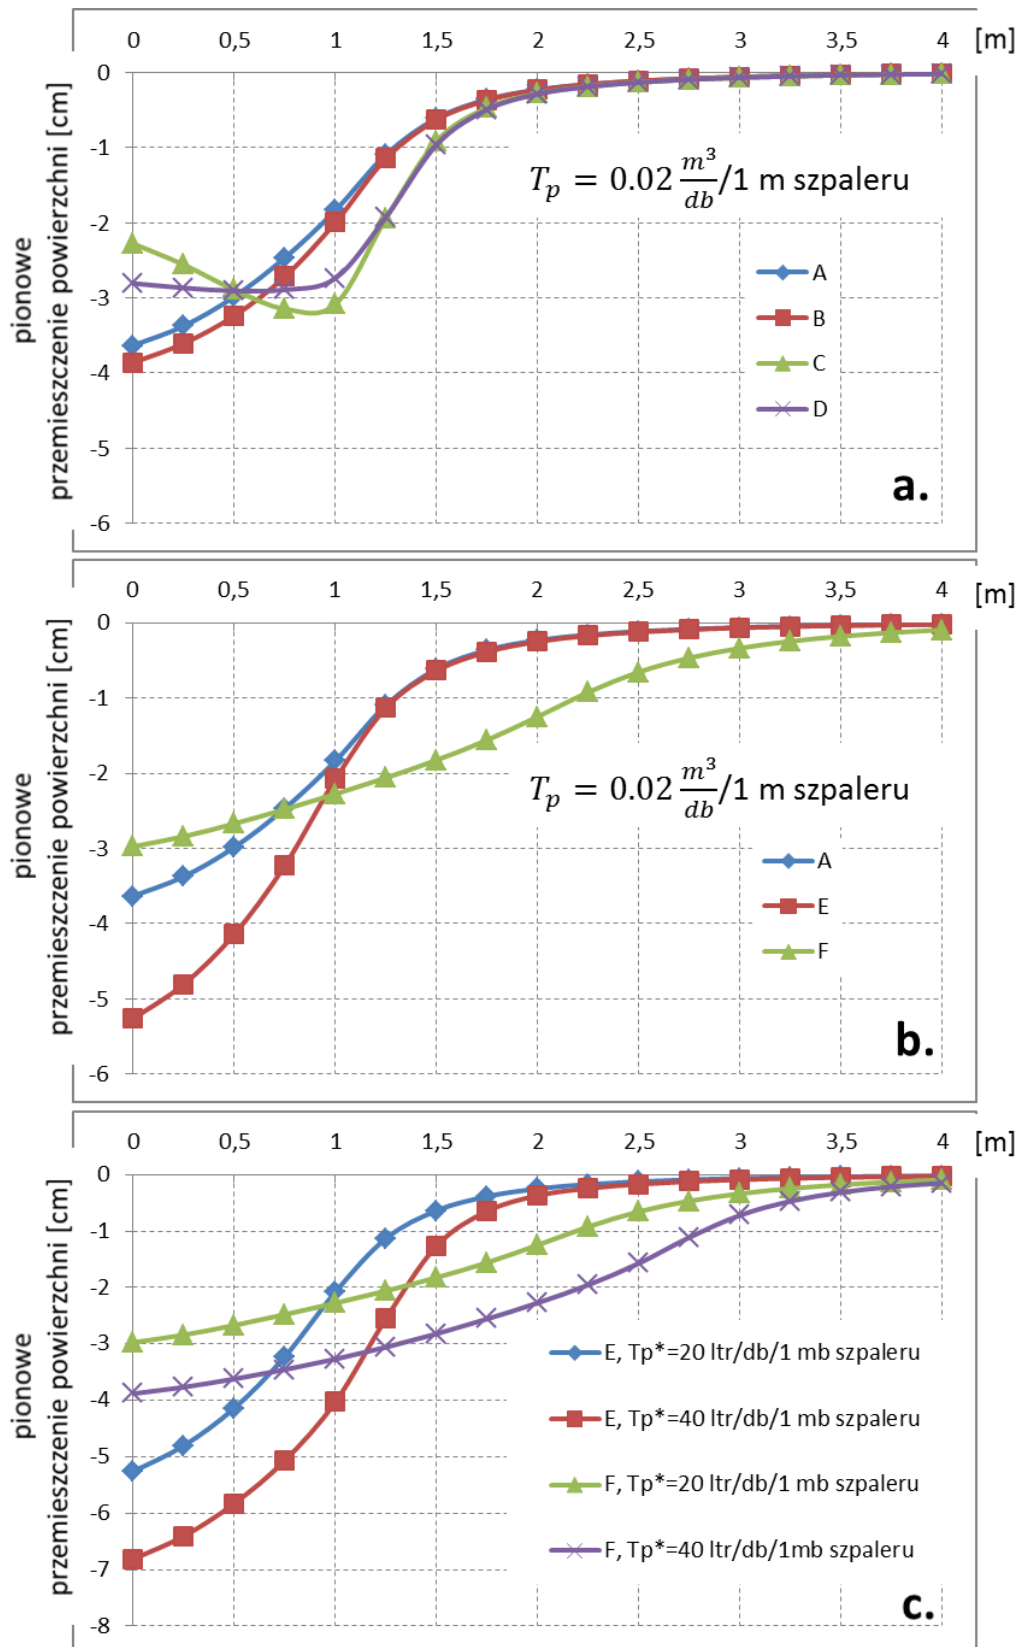 0 0,5 1 1,5 2 2,5 3 3,5 4 [m]
pionowe
przemieszczenie powierzchni [cm]
0
-1
-2
-3
-4
-5
-6
T_p = 0.02 m³/db /1 m szpaleru
A
B
C
D
a.
0 0,5 1 1,5 2 2,5 3 3,5 4 [m]
pionowe
przemieszczenie powierzchni [cm]
0
-1
-2
-3
-4
-5
-6
T_p = 0.02 m³/db /1 m szpaleru
A
E
F
b.
0 0,5 1 1,5 2 2,5 3 3,5 4 [m]
pionowe
przemieszczenie powierzchni [cm]
0
-1
-2
-3
-4
-5
-6
-7
-8
E, Tp*=20 ltr/db/1 mb szpaleru
E, Tp*=40 ltr/db/1 mb szpaleru
F, Tp*=20 ltr/db/1 mb szpaleru
F, Tp*=40 ltr/db/1mb szpaleru
c.